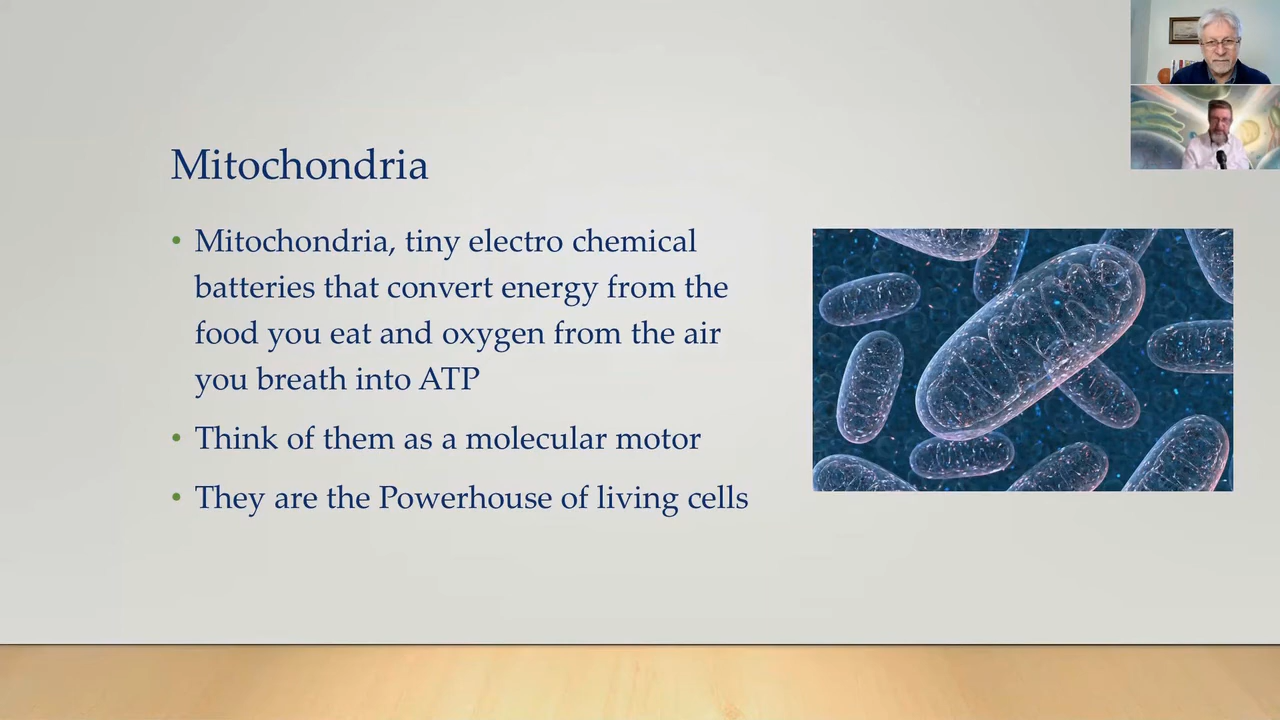 Mitochondria
• Mitochondria, tiny electro chemical
batteries that convert energy from the
food you eat and oxygen from the air
you breath into ATP
• Think of them as a molecular motor
• They are the Powerhouse of living cells